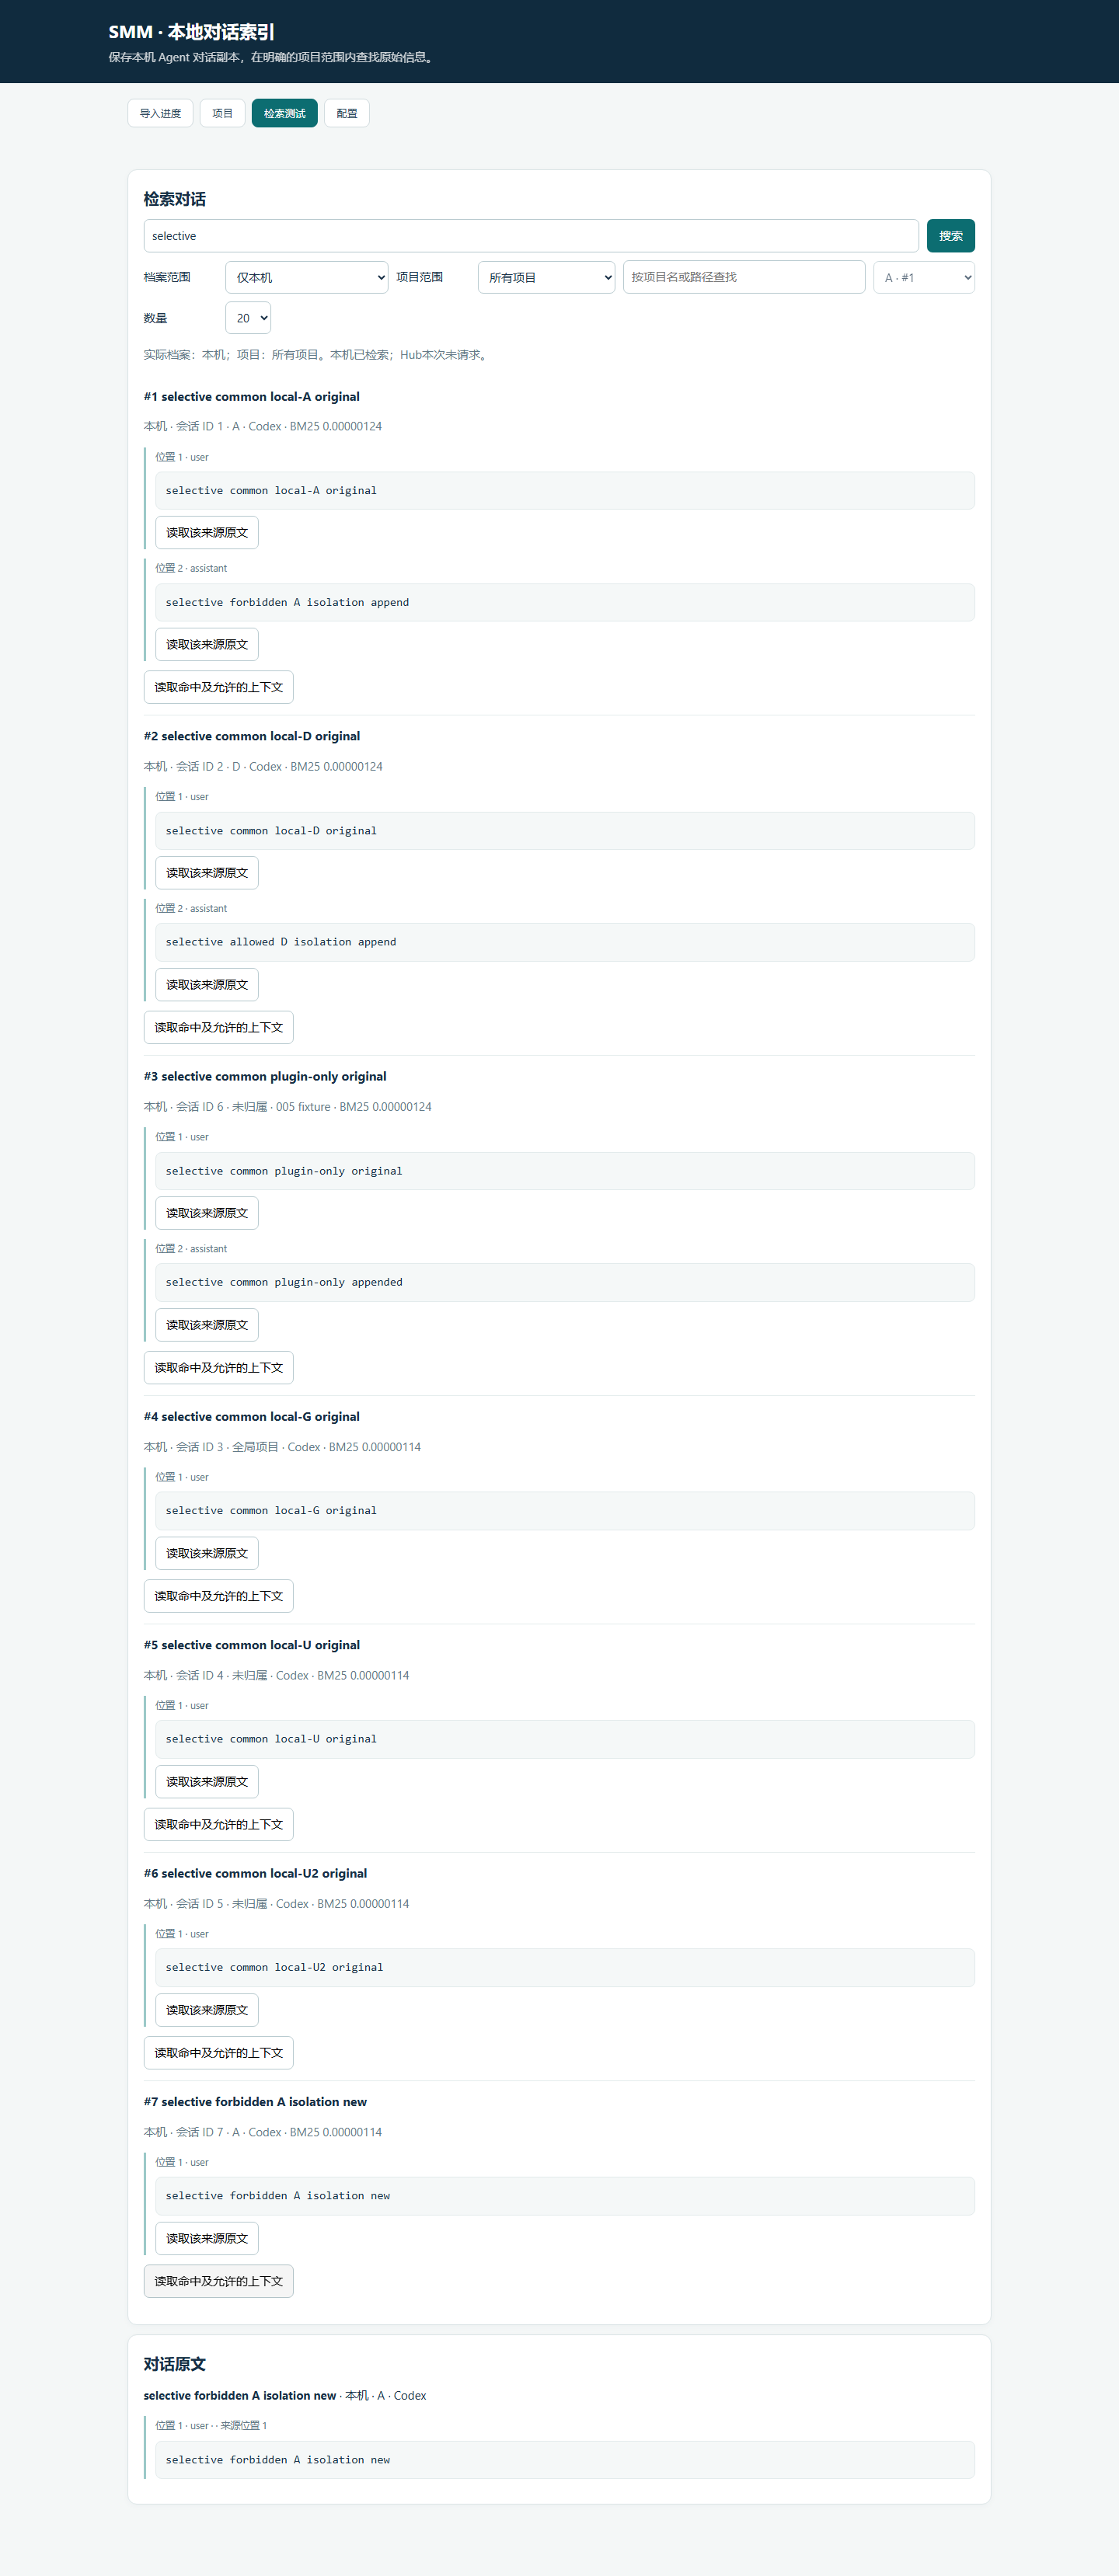 SMM · 本地对话索引
保存本机 Agent 对话副本，在明确的项目范围内查找原始信息。
导入进度 项目 检索测试 配置
检索对话
selective 搜索
档案范围 仅本机 项目范围 所有项目 按项目名或路径查找 A · #1
数量 20
实际档案：本机；项目：所有项目。本机已检索；Hub本次未请求。
#1 selective common local-A original
本机 · 会话 ID 1 · A · Codex · BM25 0.00000124
位置 1 · user
selective common local-A original
读取该来源原文
位置 2 · assistant
selective forbidden A isolation append
读取该来源原文
读取命中及允许的上下文
#2 selective common local-D original
本机 · 会话 ID 2 · D · Codex · BM25 0.00000124
位置 1 · user
selective common local-D original
读取该来源原文
位置 2 · assistant
selective allowed D isolation append
读取该来源原文
读取命中及允许的上下文
#3 selective common plugin-only original
本机 · 会话 ID 6 · 未归属 · 005 fixture · BM25 0.00000124
位置 1 · user
selective common plugin-only original
读取该来源原文
位置 2 · assistant
selective common plugin-only appended
读取该来源原文
读取命中及允许的上下文
#4 selective common local-G original
本机 · 会话 ID 3 · 全局项目 · Codex · BM25 0.00000114
位置 1 · user
selective common local-G original
读取该来源原文
读取命中及允许的上下文
#5 selective common local-U original
本机 · 会话 ID 4 · 未归属 · Codex · BM25 0.00000114
位置 1 · user
selective common local-U original
读取该来源原文
读取命中及允许的上下文
#6 selective common local-U2 original
本机 · 会话 ID 5 · 未归属 · Codex · BM25 0.00000114
位置 1 · user
selective common local-U2 original
读取该来源原文
读取命中及允许的上下文
#7 selective forbidden A isolation new
本机 · 会话 ID 7 · A · Codex · BM25 0.00000114
位置 1 · user
selective forbidden A isolation new
读取该来源原文
读取命中及允许的上下文
对话原文
selective forbidden A isolation new · 本机 · A · Codex
位置 1 · user · · 来源位置 1
selective forbidden A isolation new